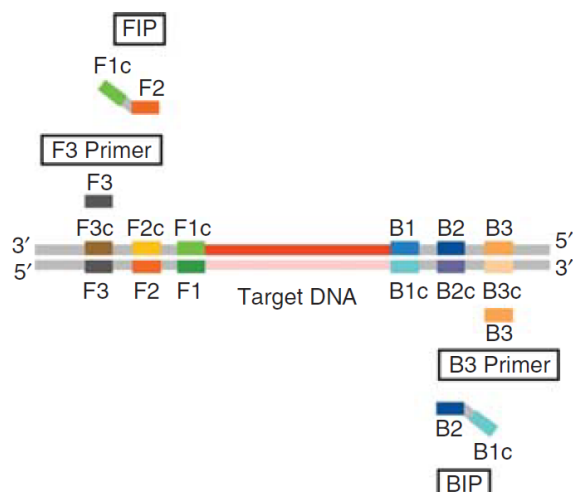 FIP
F1c
F2
F3 Primer
F3
F3c F2c F1c B1 B2 B3
3′ 5′
5′ 3′
F3 F2 F1 Target DNA B1c B2c B3c
B3
B3 Primer
B2
B1c
BIP